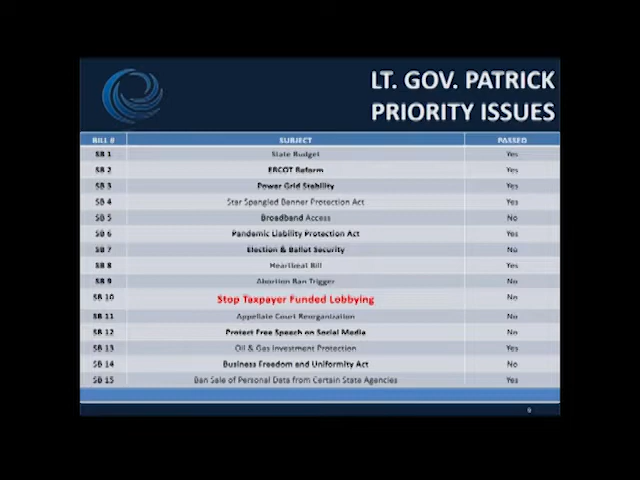 LT. GOV. PATRICK
PRIORITY ISSUES
BILL # SUBJECT PASSED
SB 1 State Budget Yes
SB 2 ERCOT Reform Yes
SB 3 Power Grid Stability Yes
SB 4 Star Spangled Banner Protection Act Yes
SB 5 Broadband Access No
SB 6 Pandemic Liability Protection Act Yes
SB 7 Election & Ballot Security No
SB 8 Heartbeat Bill Yes
SB 9 Abortion Ban Trigger No
SB 10 Stop Taxpayer Funded Lobbying No
SB 11 Appellate Court Reorganization No
SB 12 Protect Free Speech on Social Media No
SB 13 Oil & Gas Investment Protection Yes
SB 14 Business Freedom and Uniformity Act No
SB 15 Ban Sale of Personal Data from Certain State Agencies Yes